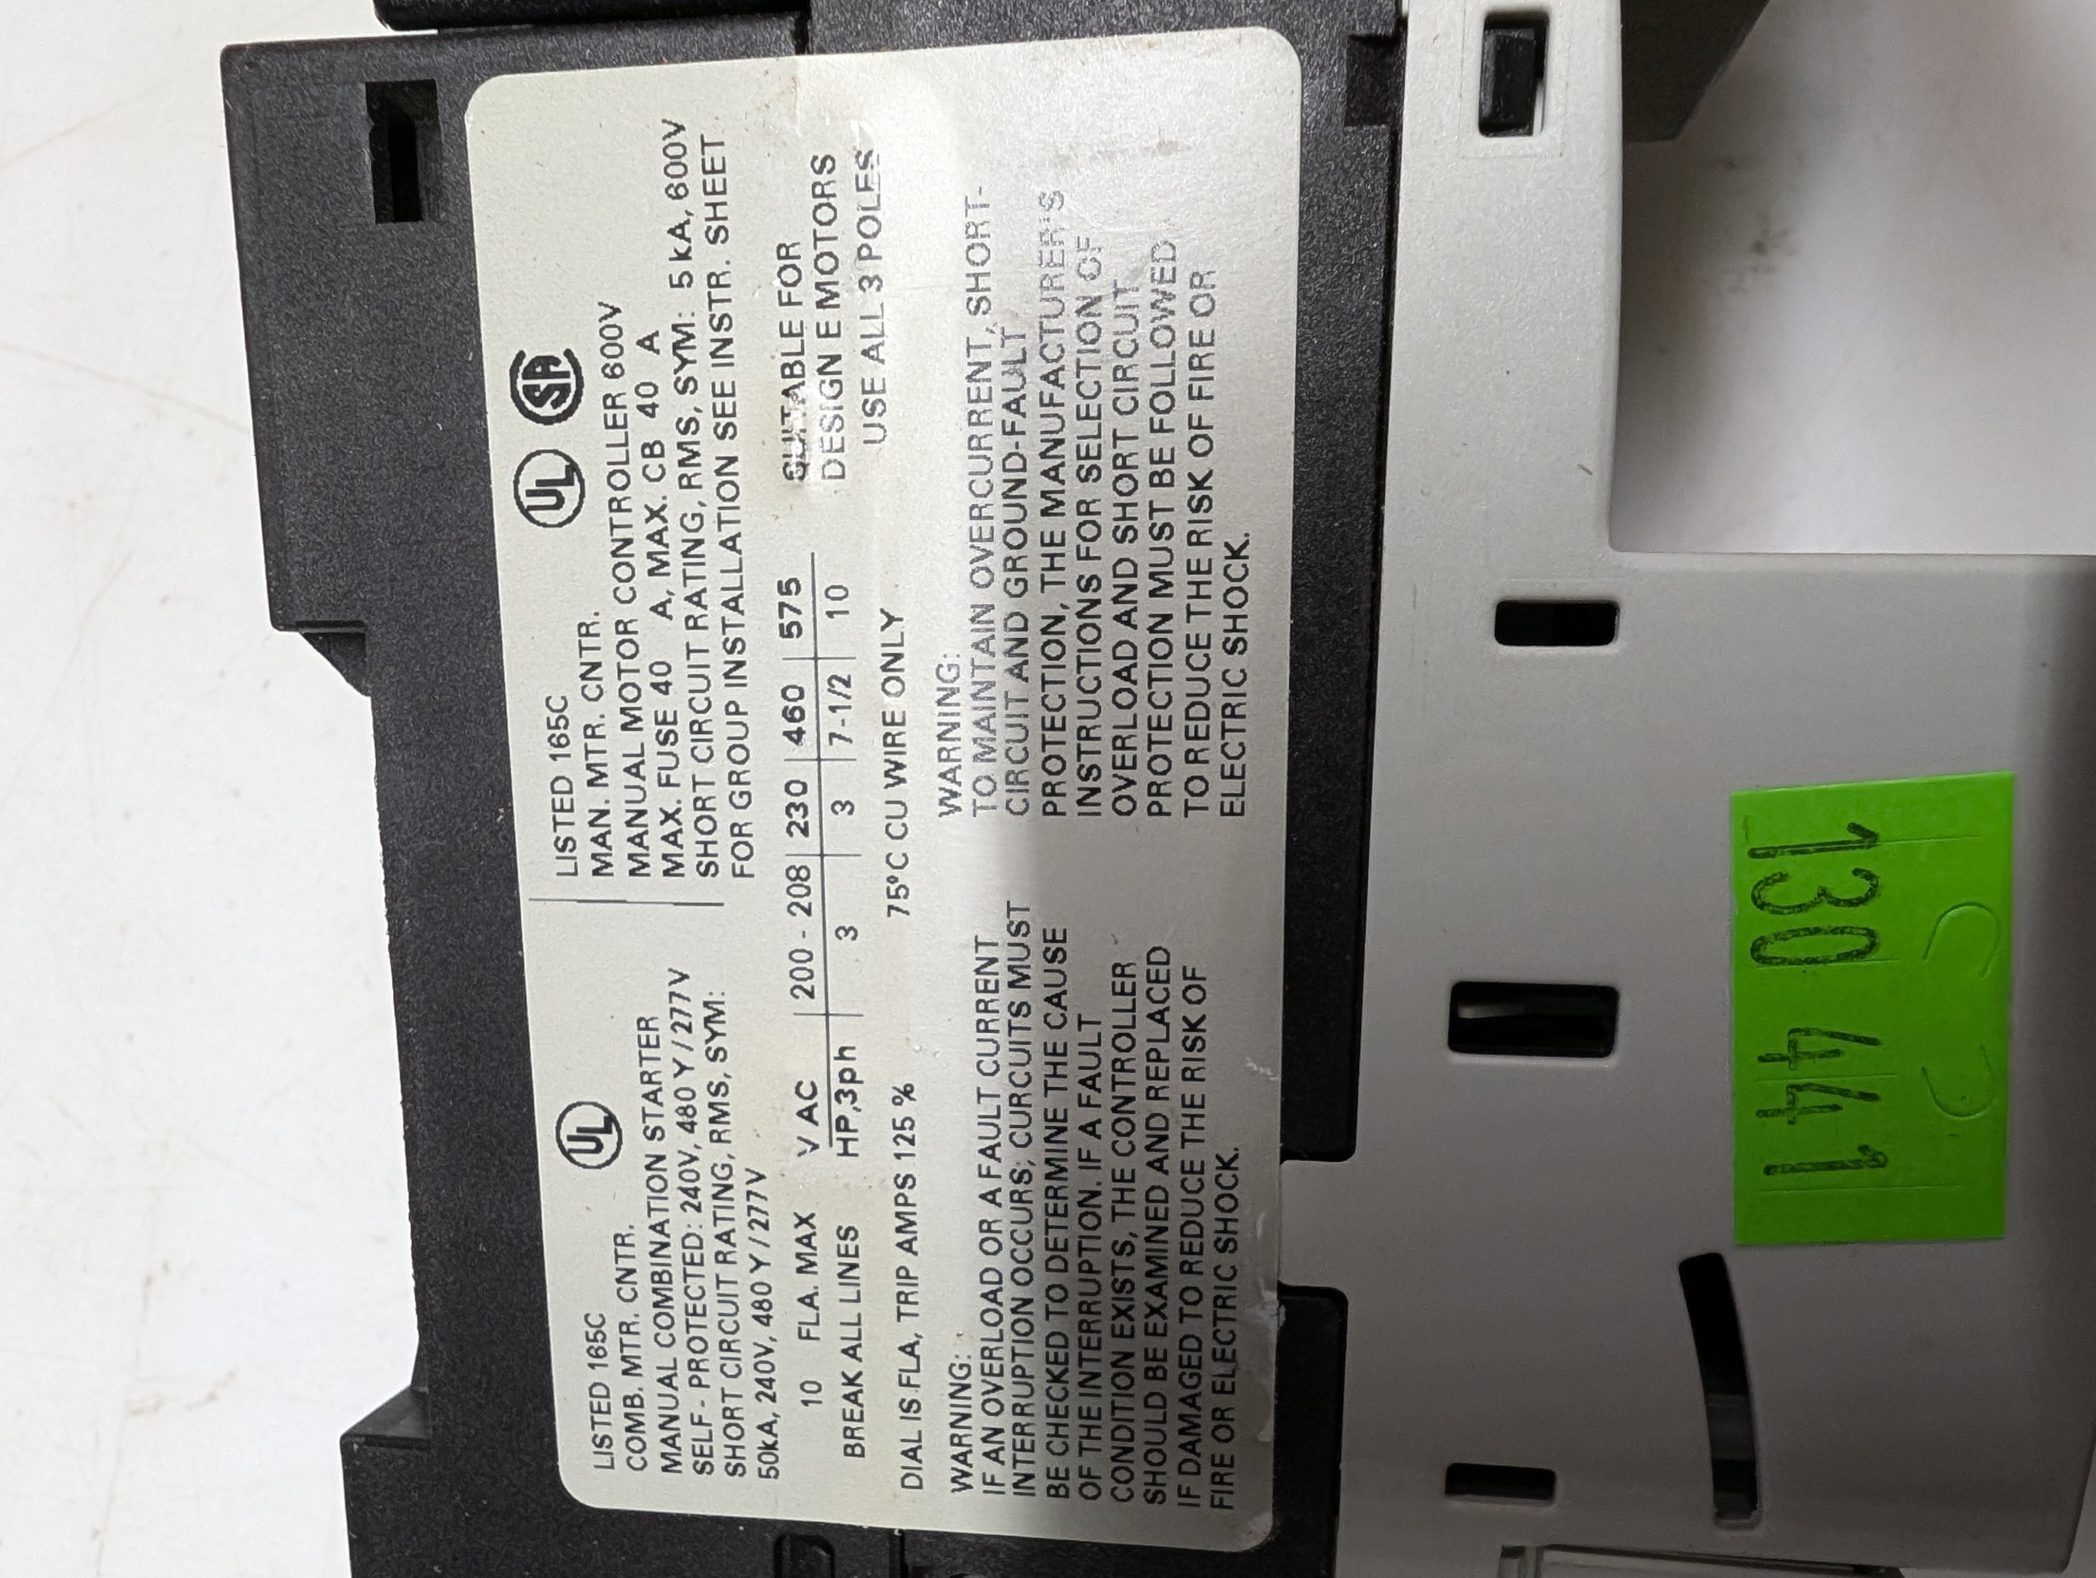 UL
LISTED 165C
COMB. MTR. CNTR.
MANUAL COMBINATION STARTER
SELF - PROTECTED: 240V, 480 Y / 277V
SHORT CIRCUIT RATING, RMS, SYM:
50kA, 240V, 480 Y / 277V
UL SA
LISTED 165C
MAN. MTR. CNTR.
MANUAL MOTOR CONTROLLER 600V
MAX. FUSE 40 A, MAX. CB 40 A
SHORT CIRCUIT RATING, RMS, SYM: 5 kA, 600V
FOR GROUP INSTALLATION SEE INSTR. SHEET
10 FLA. MAX V AC 200 - 208 230 460 575 SUITABLE FOR
BREAK ALL LINES HP,3ph 3 3 7-1/2 10 DESIGN E MOTORS
USE ALL 3 POLES
DIAL IS FLA, TRIP AMPS 125 % 75°C CU WIRE ONLY
WARNING:
IF AN OVERLOAD OR A FAULT CURRENT
INTERRUPTION OCCURS, CURCUITS MUST
BE CHECKED TO DETERMINE THE CAUSE
OF THE INTERRUPTION. IF A FAULT
CONDITION EXISTS, THE CONTROLLER
SHOULD BE EXAMINED AND REPLACED
IF DAMAGED TO REDUCE THE RISK OF
FIRE OR ELECTRIC SHOCK.
WARNING:
TO MAINTAIN OVERCURRENT, SHORT-
CIRCUIT AND GROUND-FAULT
PROTECTION, THE MANUFACTURER'S
INSTRUCTIONS FOR SELECTION OF
OVERLOAD AND SHORT CIRCUIT
PROTECTION MUST BE FOLLOWED
TO REDUCE THE RISK OF FIRE OR
ELECTRIC SHOCK.
130 441